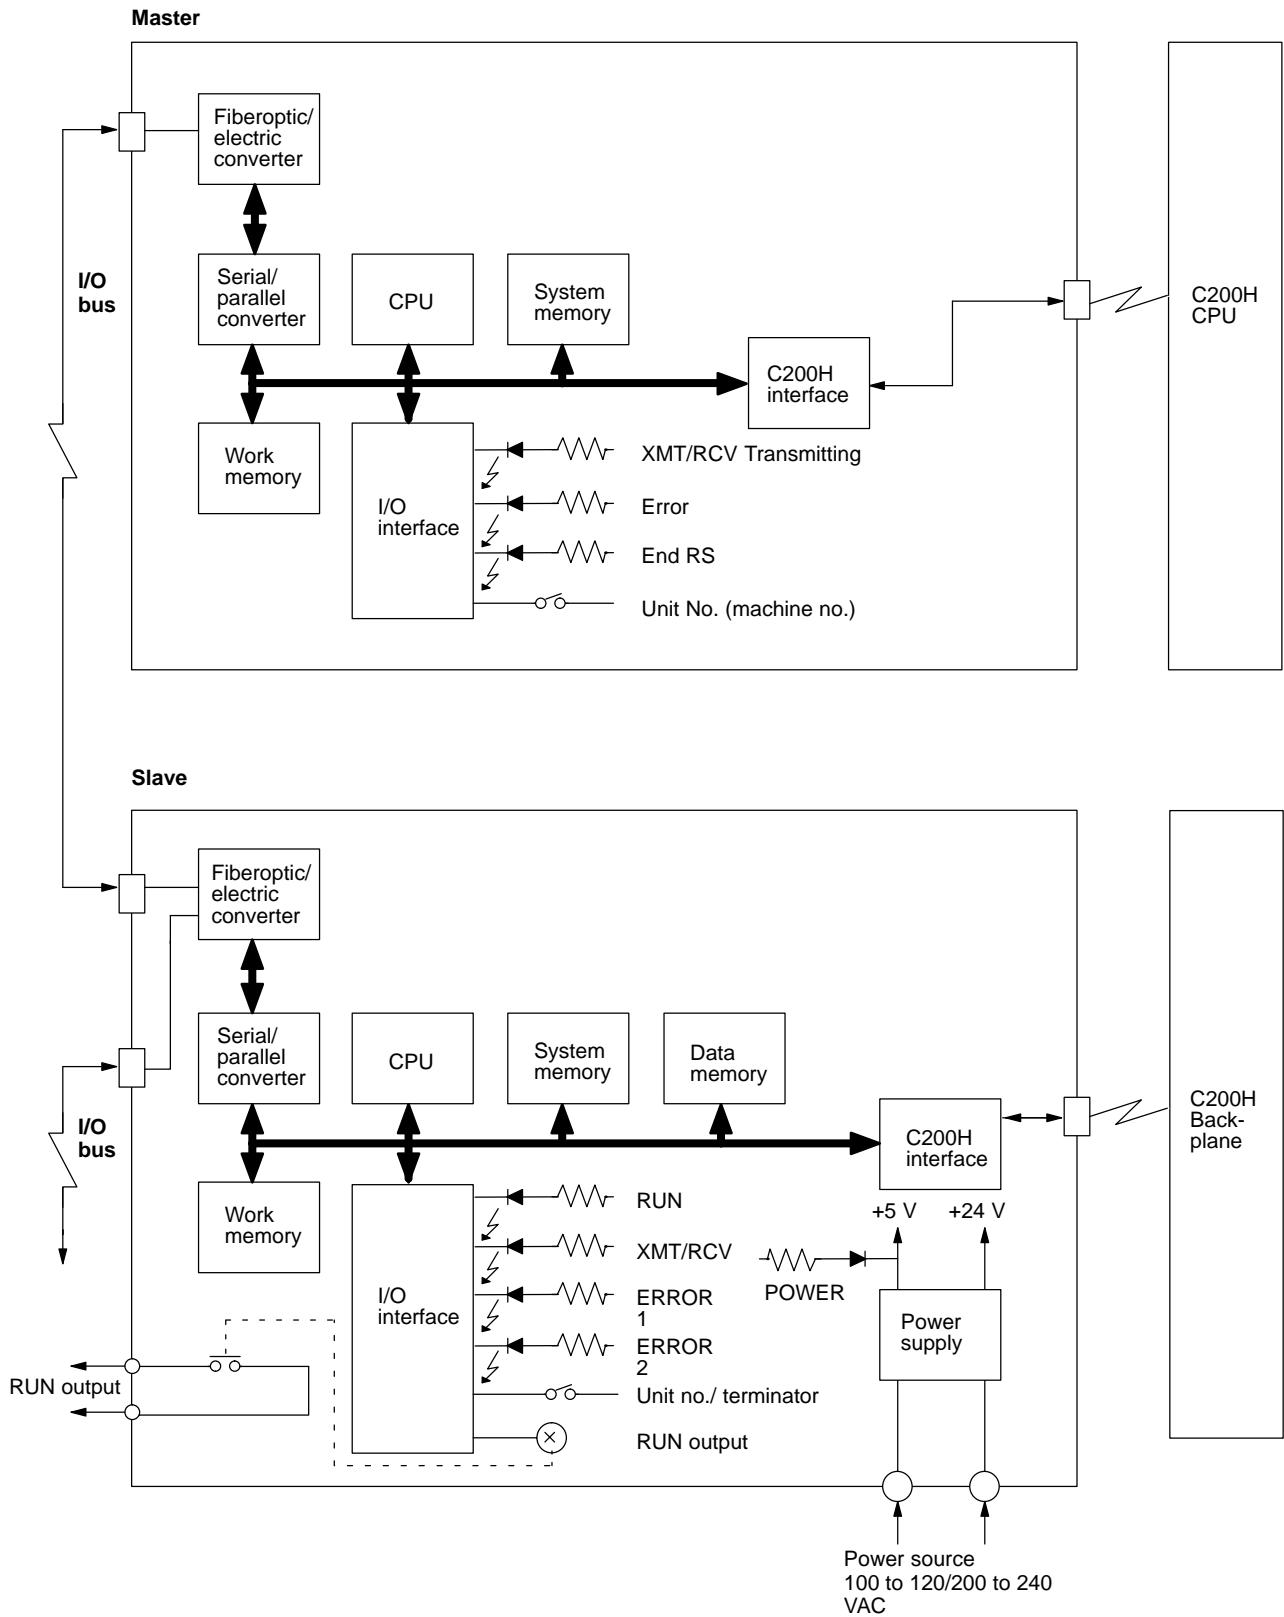 Master
Fiberoptic/
electric
converter
I/O
bus
Serial/
parallel
converter
CPU
System
memory
C200H
CPU
C200H
interface
Work
memory
I/O
interface
XMT/RCV Transmitting
Error
End RS
Unit No. (machine no.)
Slave
Fiberoptic/
electric
converter
Serial/
parallel
converter
CPU
System
memory
Data
memory
I/O
bus
C200H
interface
C200H
Back-
plane
Work
memory
I/O
interface
RUN
XMT/RCV
ERROR
1
ERROR
2
Unit no./ terminator
RUN output
+5 V
+24 V
POWER
Power
supply
RUN output
Power source
100 to 120/200 to 240
VAC